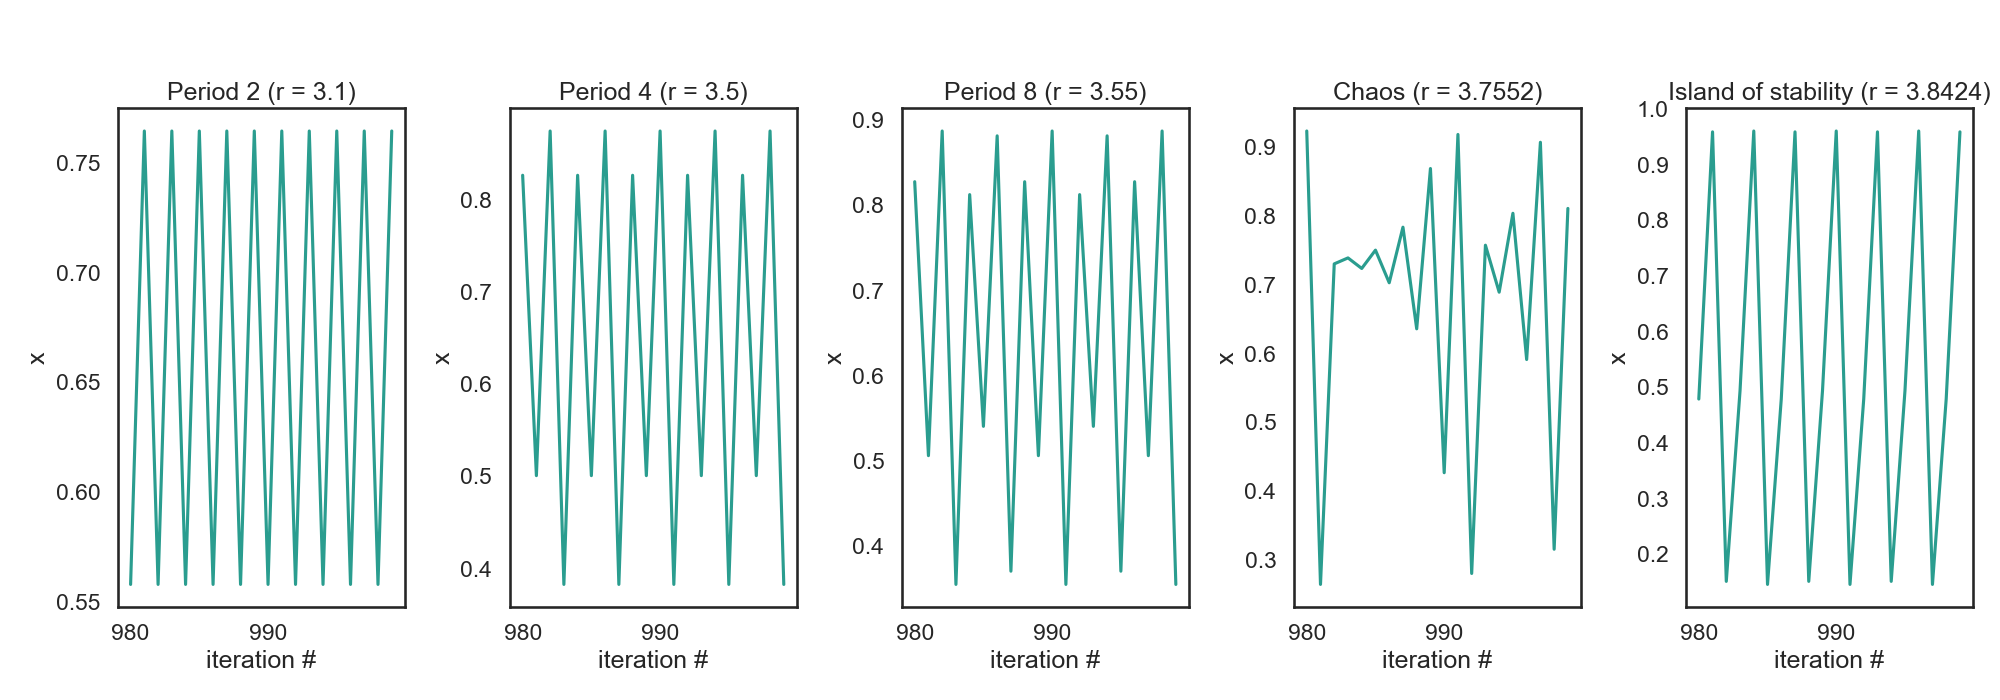 Period 2 (r = 3.1)
0.75
0.70
0.65
0.60
0.55
x
980
990
iteration #
Period 4 (r = 3.5)
0.8
0.7
0.6
0.5
0.4
x
980
990
iteration #
Period 8 (r = 3.55)
0.9
0.8
0.7
0.6
0.5
0.4
x
980
990
iteration #
Chaos (r = 3.7552)
0.9
0.8
0.7
0.6
0.5
0.4
0.3
x
980
990
iteration #
Island of stability (r = 3.8424)
1.0
0.9
0.8
0.7
0.6
0.5
0.4
0.3
0.2
x
980
990
iteration #